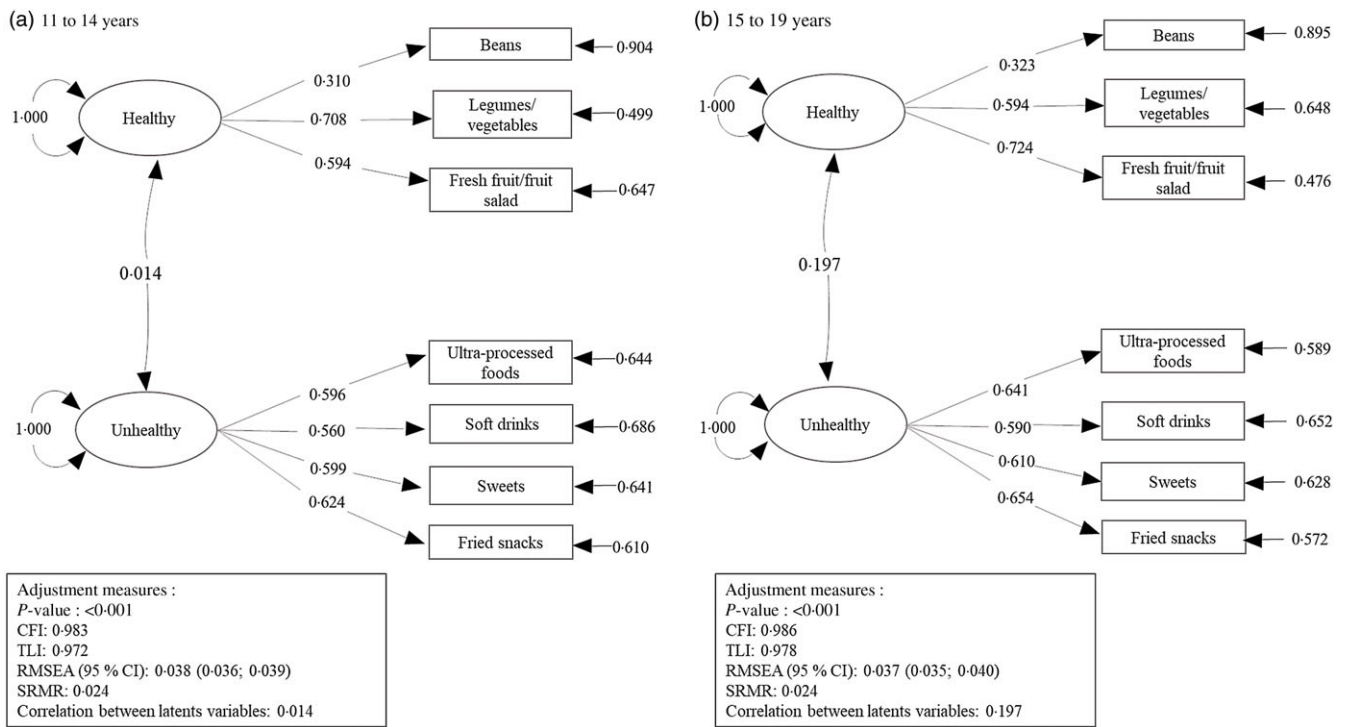 (a) 11 to 14 years
Beans
0·904
0·310
1·000
Healthy
0·708
Legumes/
vegetables
0·499
0·594
Fresh fruit/fruit
salad
0·647
0·014
Ultra-processed
foods
0·644
0·596
1·000
Unhealthy
0·560
Soft drinks
0·686
0·599
Sweets
0·641
0·624
Fried snacks
0·610
Adjustment measures :
P-value : <0·001
CFI: 0·983
TLI: 0·972
RMSEA (95 % CI): 0·038 (0·036; 0·039)
SRMR: 0·024
Correlation between latents variables: 0·014
(b) 15 to 19 years
Beans
0.895
0·323
1·000
Healthy
0·594
Legumes/
vegetables
0·648
0·724
Fresh fruit/fruit
salad
0·476
0·197
Ultra-processed
foods
0·589
0·641
1·000
Unhealthy
0·590
Soft drinks
0·652
0·610
Sweets
0·628
0·654
Fried snacks
0·572
Adjustment measures :
P-value : <0·001
CFI: 0·986
TLI: 0·978
RMSEA (95 % CI): 0·037 (0·035; 0·040)
SRMR: 0·024
Correlation between latents variables: 0·197